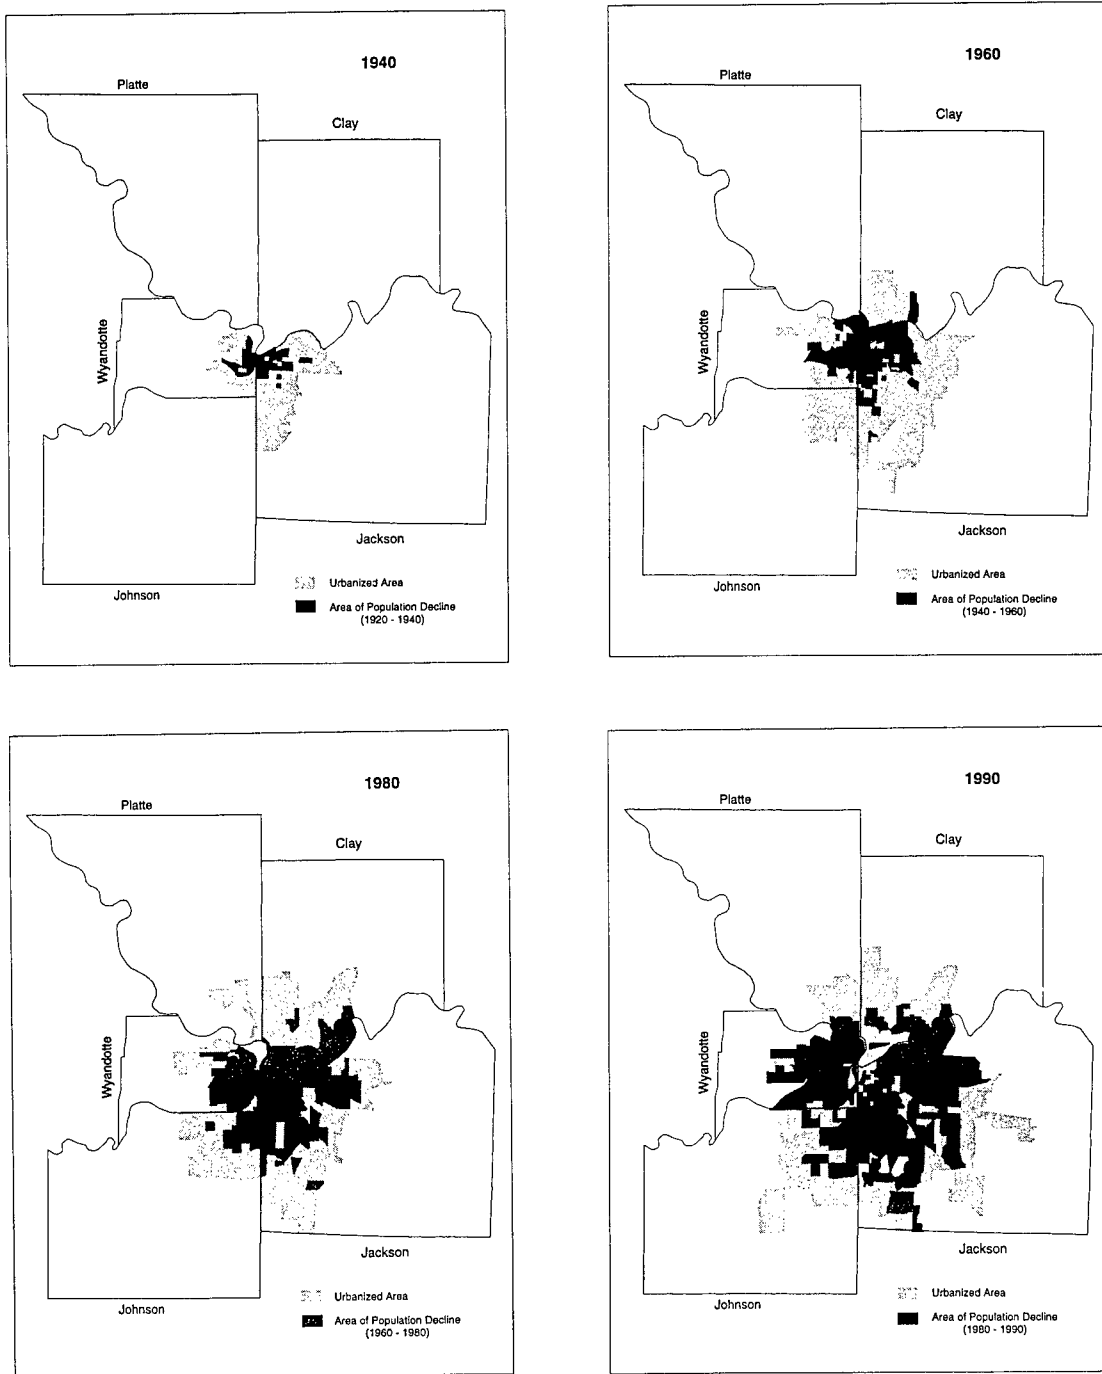 1940
Platte
Clay
Wyandotte
Jackson
Urbanized Area
Johnson
Area of Population Decline
(1920 - 1940)
1960
Platte
Clay
Wyandotte
Jackson
Urbanized Area
Johnson
Area of Population Decline
(1940 - 1960)
1980
Platte
Clay
Wyandotte
Jackson
Urbanized Area
Johnson
Area of Population Decline
(1960 - 1980)
1990
Platte
Clay
Wyandotte
Jackson
Urbanized Area
Johnson
Area of Population Decline
(1980 - 1990)